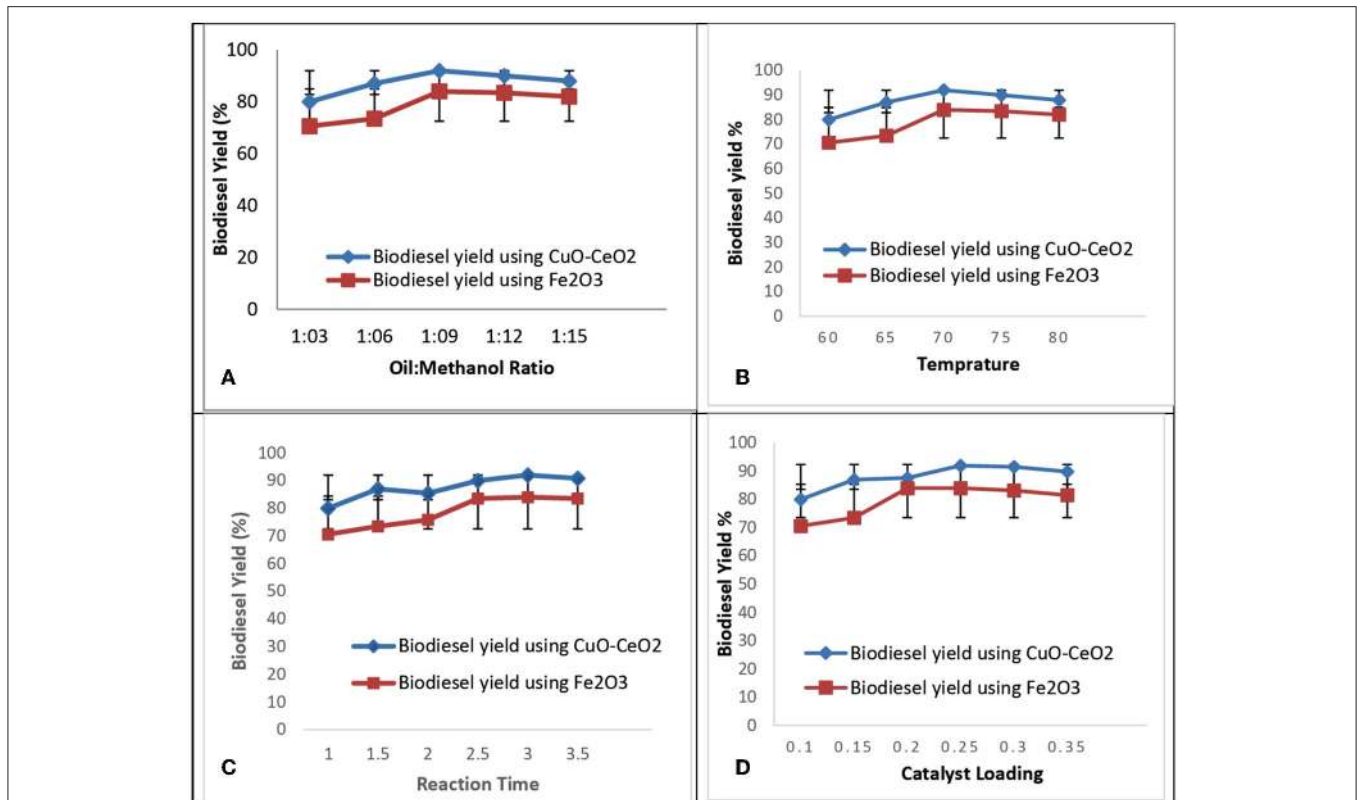 100
80
60
40
20
0
Biodiesel Yield (%
Biodiesel yield using CuO-CeO2
Biodiesel yield using Fe2O3
1:03 1:06 1:09 1:12 1:15
Oil:Methanol Ratio
A
100
90
80
70
60
50
40
30
20
10
0
Biodiesel yield %
Biodiesel yield using CuO-CeO2
Biodiesel yield using Fe2O3
60 65 70 75 80
Temprature
B
100
90
80
70
60
50
40
30
20
10
0
Biodiesel Yield (%)
Biodiesel yield using CuO-CeO2
Biodiesel yield using Fe2O3
1 1.5 2 2.5 3 3.5
Reaction Time
C
100
90
80
70
60
50
40
30
20
10
0
Biodiesel Yield %
Biodiesel yield using CuO-CeO2
Biodiesel yield using Fe2O3
0.1 0.15 0.2 0.25 0.3 0.35
Catalyst Loading
D